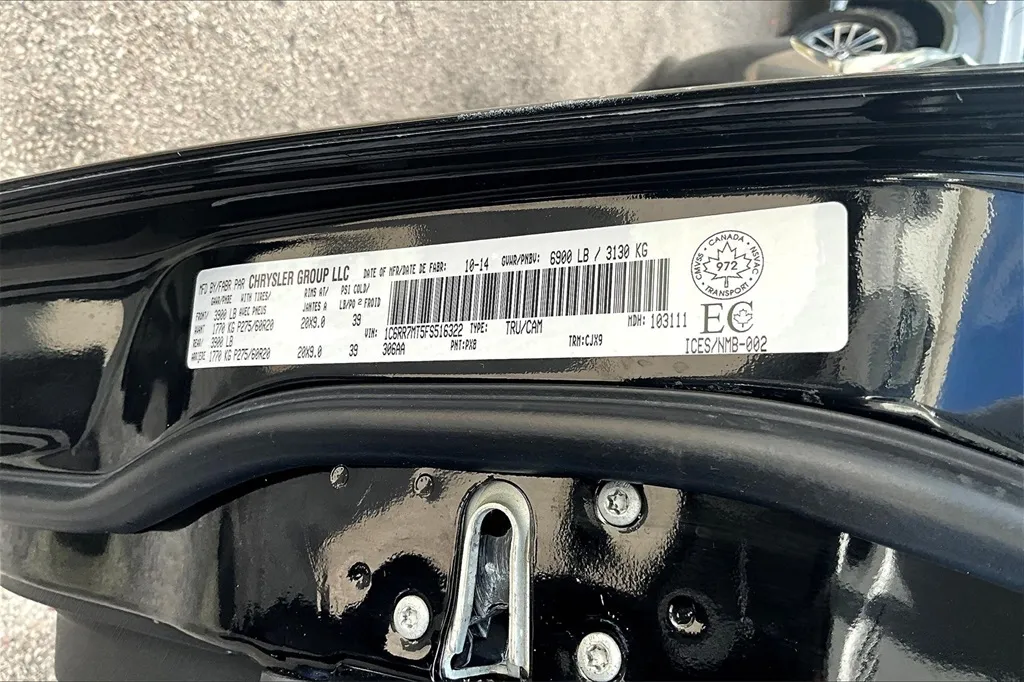 MFD BY/FABR PAR CHRYSLER GROUP LLC DATE OF MFD/DATE DE FABR: 10-14 GVWR/PNBV: 6900 LB / 3130 KG
GAWR/PNBE WITH TIRES/ RIMS AT/ PSI COLD/
FRONT/ 3900 LB AVEC PNEUS JANTES A LB/PO² FROID
AVANT 1770 KG P275/60R20 20X9.0 39
REAR/ 3900 LB
ARRIERE 1770 KG P275/60R20 20X9.0 39
VIN: 1C6RR7MT5FS516322 TYPE: TRU/CAM MDH: 103111
306AA PNT:PXB TRM:CJX9
CANADA
CMVSS NSVAC
972
TRANSPORT
EC
ICES/NMB-002